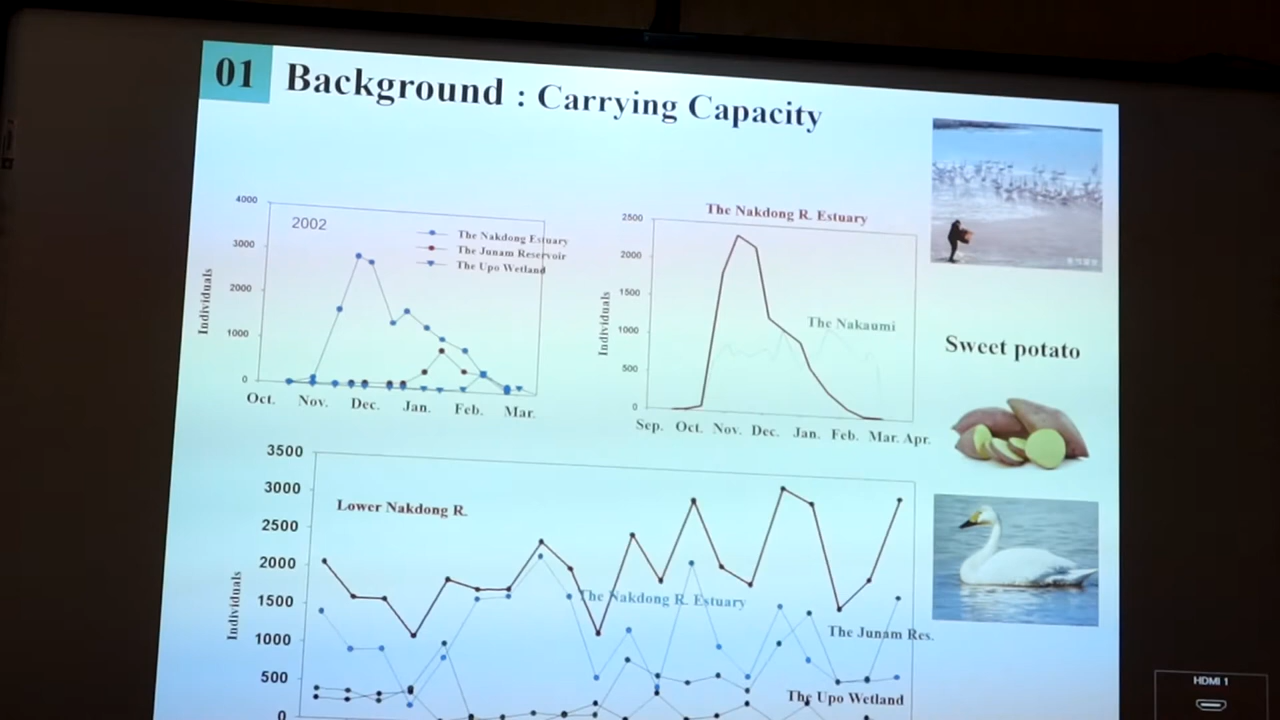 01 Background : Carrying Capacity
4000
3000
2000
1000
0
Individuals
2002
The Nakdong Estuary
The Junam Reservoir
The Upo Wetland
Oct. Nov. Dec. Jan. Feb. Mar.
The Nakdong R. Estuary
2500
2000
1500
1000
500
0
Individuals
The Nakaumi
Sep. Oct. Nov. Dec. Jan. Feb. Mar. Apr.
Sweet potato
3500
3000
2500
2000
1500
1000
500
0
Individuals
Lower Nakdong R.
The Nakdong R. Estuary
The Junam Res.
The Upo Wetland
HDMI 1